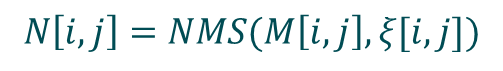 N[i, j] = NMS(M[i, j], ξ[i, j])